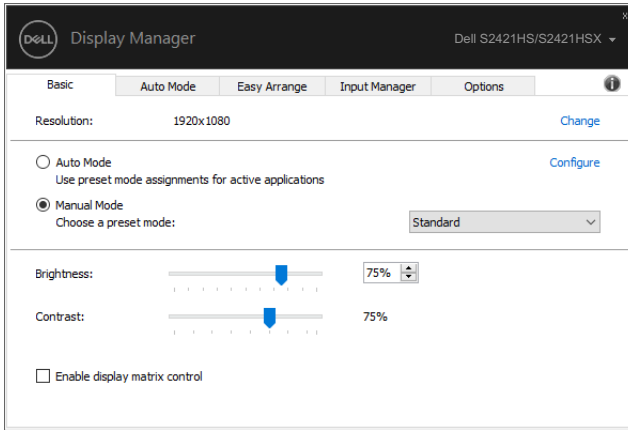 DELL Display Manager Dell S2421HS/S2421HSX x
Basic Auto Mode Easy Arrange Input Manager Options i
Resolution: 1920x1080 Change
Auto Mode Configure
Use preset mode assignments for active applications
Manual Mode
Choose a preset mode: Standard
Brightness: 75%
Contrast: 75%
Enable display matrix control